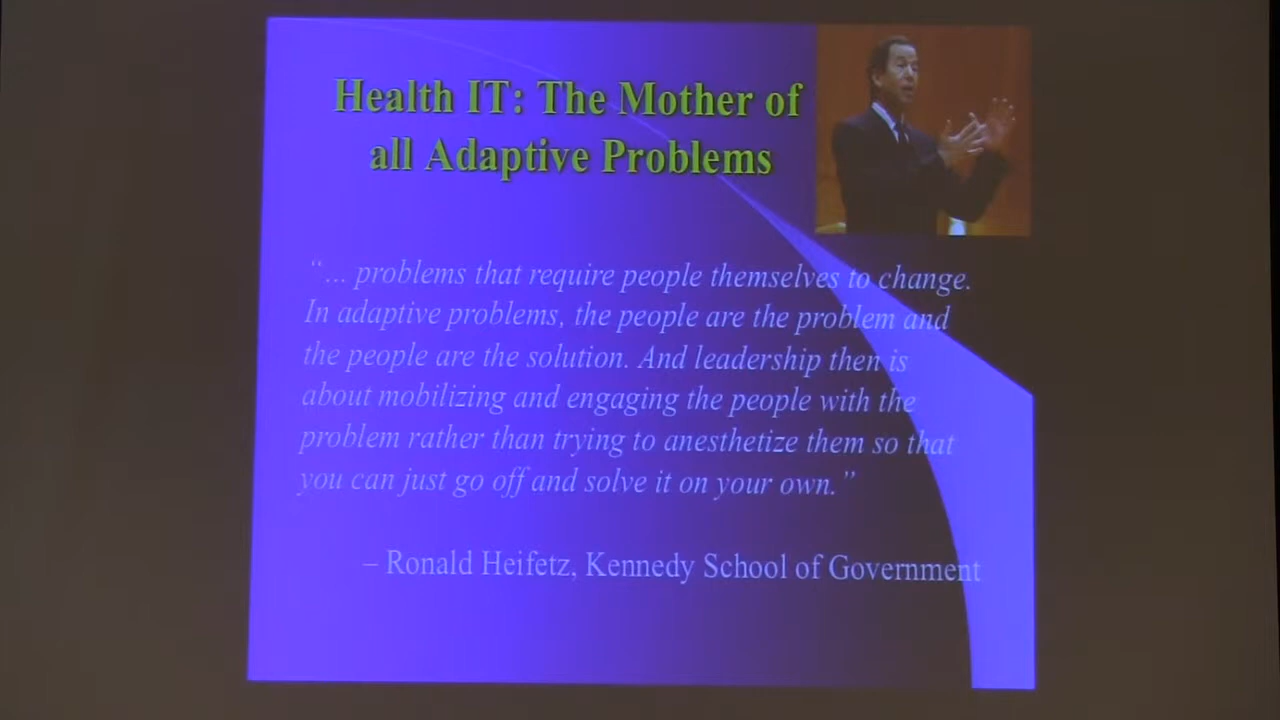 Health IT: The Mother of
all Adaptive Problems
“... problems that require people themselves to change.
In adaptive problems, the people are the problem and
the people are the solution. And leadership then is
about mobilizing and engaging the people with the
problem rather than trying to anesthetize them so that
you can just go off and solve it on your own.”
– Ronald Heifetz, Kennedy School of Government